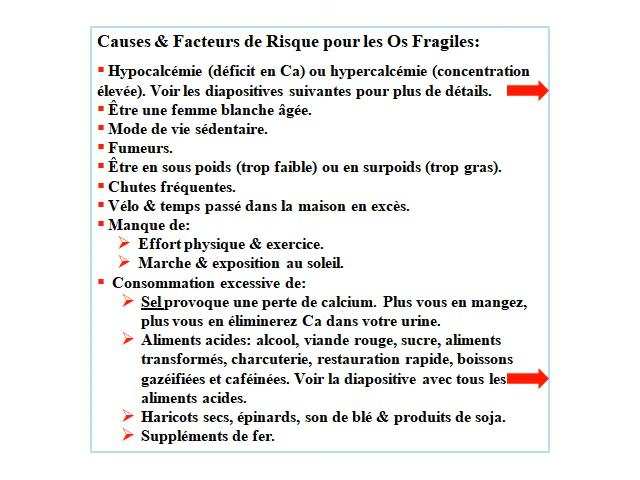 Causes & Facteurs de Risque pour les Os Fragiles:
▪ Hypocalcémie (déficit en Ca) ou hypercalcémie (concentration
élevée). Voir les diapositives suivantes pour plus de détails.
▪ Être une femme blanche âgée.
▪ Mode de vie sédentaire.
▪ Fumeurs.
▪ Être en sous poids (trop faible) ou en surpoids (trop gras).
▪ Chutes fréquentes.
▪ Vélo & temps passé dans la maison en excès.
▪ Manque de:
➢ Effort physique & exercice.
➢ Marche & exposition au soleil.
▪ Consommation excessive de:
➢ Sel provoque une perte de calcium. Plus vous en mangez,
plus vous en éliminerez Ca dans votre urine.
➢ Aliments acides: alcool, viande rouge, sucre, aliments
transformés, charcuterie, restauration rapide, boissons
gazéifiées et caféinées. Voir la diapositive avec tous les
aliments acides.
➢ Haricots secs, épinards, son de blé & produits de soja.
➢ Suppléments de fer.